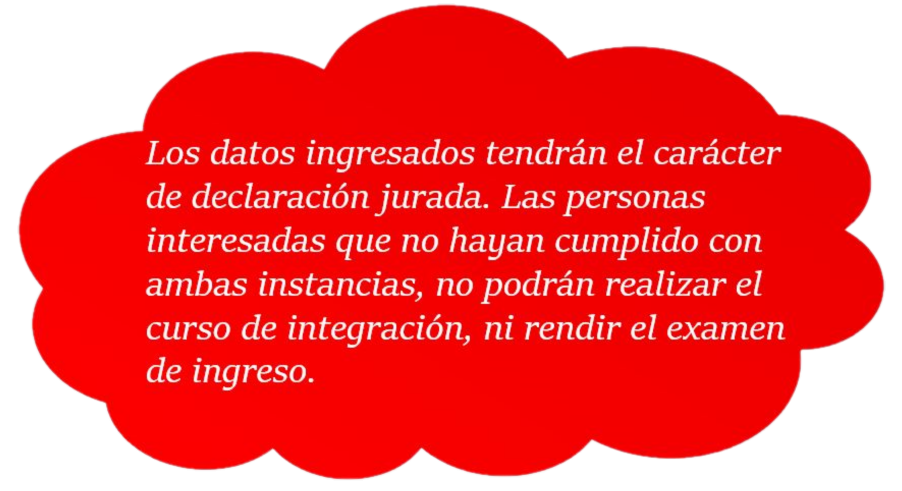 Los datos ingresados tendrán el carácter
de declaración jurada. Las personas
interesadas que no hayan cumplido con
ambas instancias, no podrán realizar el
curso de integración, ni rendir el examen
de ingreso.